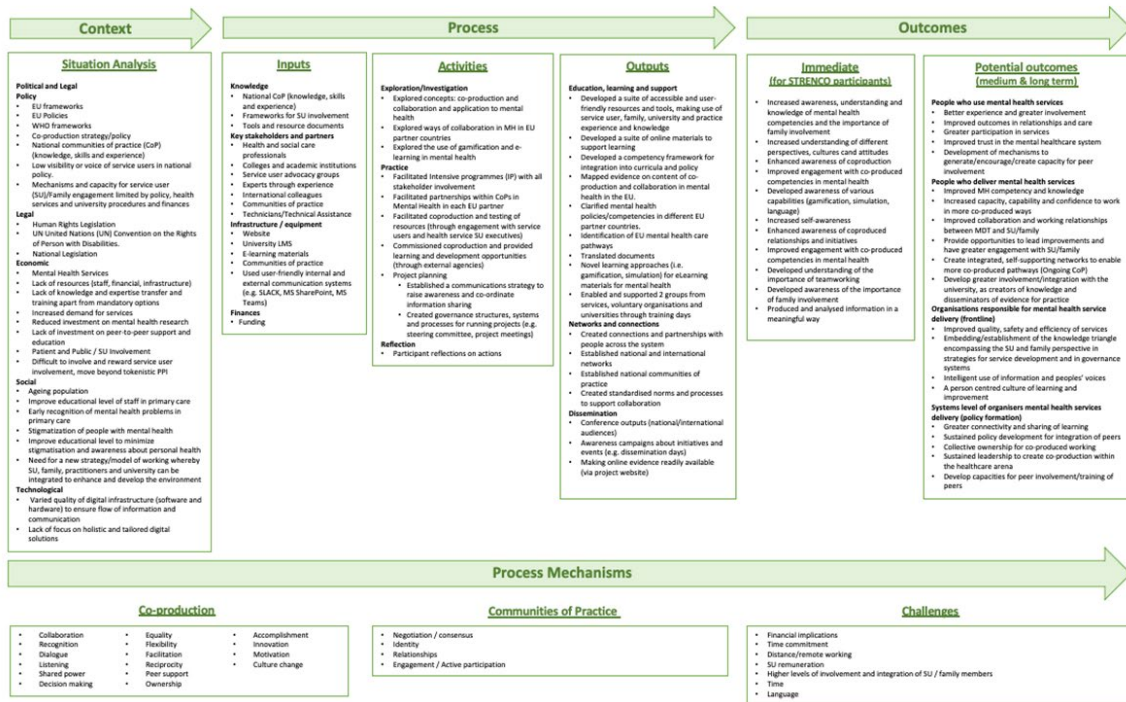 Context
Process
Outcomes
Situation Analysis
Political and Legal
Policy
• EU frameworks
• EU Policies
• WHO frameworks
• Co-production strategy/policy
• National communities of practice (CoP)
(knowledge, skills and experience)
• Low visibility or voice of service users in national
policy.
• Mechanisms and capacity for service user
(SU)/Family engagement limited by policy, health
services and university procedures and finances
Legal
• Human Rights Legislation
• UN United Nations (UN) Convention on the Rights
of Person with Disabilities.
• National Legislation
Economic
• Mental Health Services
• Lack of resources (staff, financial, infrastructure)
• Lack of knowledge and expertise transfer and
training apart from mandatory options
• Increased demand for services
• Reduced investment on mental health research
• Lack of investment on peer-to-peer support and
education
• Patient and Public / SU Involvement
• Difficult to involve and reward service user
involvement, move beyond tokenistic PPI
Social
• Ageing population
• Improve educational level of staff in primary care
• Early recognition of mental health problems in
primary care
• Stigmatization of people with mental health
• Improve educational level to minimize
stigmatisation and awareness about personal health
• Need for a new strategy/model of working whereby
SU, family, practitioners and university can be
integrated to enhance and develop the environment
Technological
• Varied quality of digital infrastructure (software and
hardware) to ensure flow of information and
communication
• Lack of focus on holistic and tailored digital
solutions
Inputs
Knowledge
• National CoP (knowledge, skills
and experience)
• Frameworks for SU involvement
• Tools and resource documents
Key stakeholders and partners
• Health and social care
professionals
• Colleges and academic institutions
• Service user advocacy groups
• Experts through experience
• International colleagues
• Communities of practice
• Technicians/Technical Assistance
Infrastructure / equipment
• Website
• University LMS
• E-learning materials
• Communities of practice
• Used user-friendly internal and
external communication systems
(e.g. SLACK, MS SharePoint, MS
Teams)
Finances
• Funding
Activities
Exploration/Investigation
• Explored concepts: co-production and
collaboration and application to mental
health
• Explored ways of collaboration in MH in EU
partner countries
• Explored the use of gamification and e-
learning in mental health
Practice
• Facilitated Intensive programmes (IP) with all
stakeholder involvement
• Facilitated partnerships within CoPs in
Mental Health in each EU partner
• Facilitated coproduction and testing of
resources (through engagement with service
users and health service SU executives)
• Commissioned coproduction and provided
learning and development opportunities
(through external agencies)
• Project planning
• Established a communications strategy to
raise awareness and co-ordinate
information sharing
• Created governance structures, systems
and processes for running projects (e.g.
steering committee, project meetings)
Reflection
• Participant reflections on actions
Outputs
Education, learning and support
• Developed a suite of accessible and user-
friendly resources and tools, making use of
service user, family, university and practice
experience and knowledge
• Developed a suite of online materials to
support learning
• Developed a competency framework for
integration into curricula and policy
• Mapped evidence on content of co-
production and collaboration in mental
health in the EU.
• Clarified mental health
policies/competencies in different EU
partner countries.
• Identification of EU mental health care
pathways
• Translated documents
• Novel learning approaches (i.e.
gamification, simulation) for eLearning
materials for mental health
• Enabled and supported 2 groups from
services, voluntary organisations and
universities through training days
Networks and connections
• Created connections and partnerships with
people across the system
• Established national and international
networks
• Established national communities of
practice
• Created standardised norms and processes
to support collaboration
Dissemination
• Conference outputs (national/international
audiences)
• Awareness campaigns about initiatives and
events (e.g. dissemination days)
• Making online evidence readily available
(via project website)
Immediate
(for STRENCO participants)
• Increased awareness, understanding and
knowledge of mental health
competencies and the importance of
family involvement
• Increased understanding of different
perspectives, cultures cand attitudes
• Enhanced awareness of coproduction
• Improved engagement with co-produced
competencies in mental health
• Developed awareness of various
capabilities (gamification, simulation,
language)
• Increased self-awareness
• Enhanced awareness of coproduced
relationships and initiatives
• Improved engagement with co-produced
competencies in mental health
• Developed understanding of the
importance of teamworking
• Developed awareness of the importance
of family involvement
• Produced and analysed information in a
meaningful way
Potential outcomes
(medium & long term)
People who use mental health services
• Better experience and greater involvement
• Improved outcomes in relationships and care
• Greater participation in services
• Improved trust in the mental healthcare system
• Development of mechanisms to
generate/encourage/create capacity for peer
involvement
People who deliver mental health services
• Improved MH competency and knowledge
• Increased capacity, capability and confidence to work
in more co-produced ways
• Improved collaboration and working relationships
between MDT and SU/family
• Provide opportunities to lead improvements and
have greater engagement with SU/family
• Create integrated, self-supporting networks to enable
more co-produced pathways (Ongoing CoP)
• Develop greater involvement/integration with the
university, as creators of knowledge and
disseminators of evidence for practice
Organisations responsible for mental health service
delivery (frontline)
• Improved quality, safety and efficiency of services
• Embedding/establishment of the knowledge triangle
encompassing the SU and family perspective in
strategies for service development and in governance
systems
• Intelligent use of information and peoples' voices
• A person centred culture of learning and
improvement
Systems level of organisers mental health services
delivery (policy formation)
• Greater connectivity and sharing of learning
• Sustained policy development for integration of peers
• Collective ownership for co-produced working
• Sustained leadership to create co-production within
the healthcare arena
• Develop capacities for peer involvement/training of
peers
Process Mechanisms
Co-production
• Collaboration
• Recognition
• Dialogue
• Listening
• Shared power
• Decision making
• Equality
• Flexibility
• Facilitation
• Reciprocity
• Peer support
• Ownership
• Accomplishment
• Innovation
• Motivation
• Culture change
Communities of Practice
• Negotiation / consensus
• Identity
• Relationships
• Engagement / Active participation
Challenges
• Financial implications
• Time commitment
• Distance/remote working
• SU remuneration
• Higher levels of involvement and integration of SU / family members
• Time
• Language